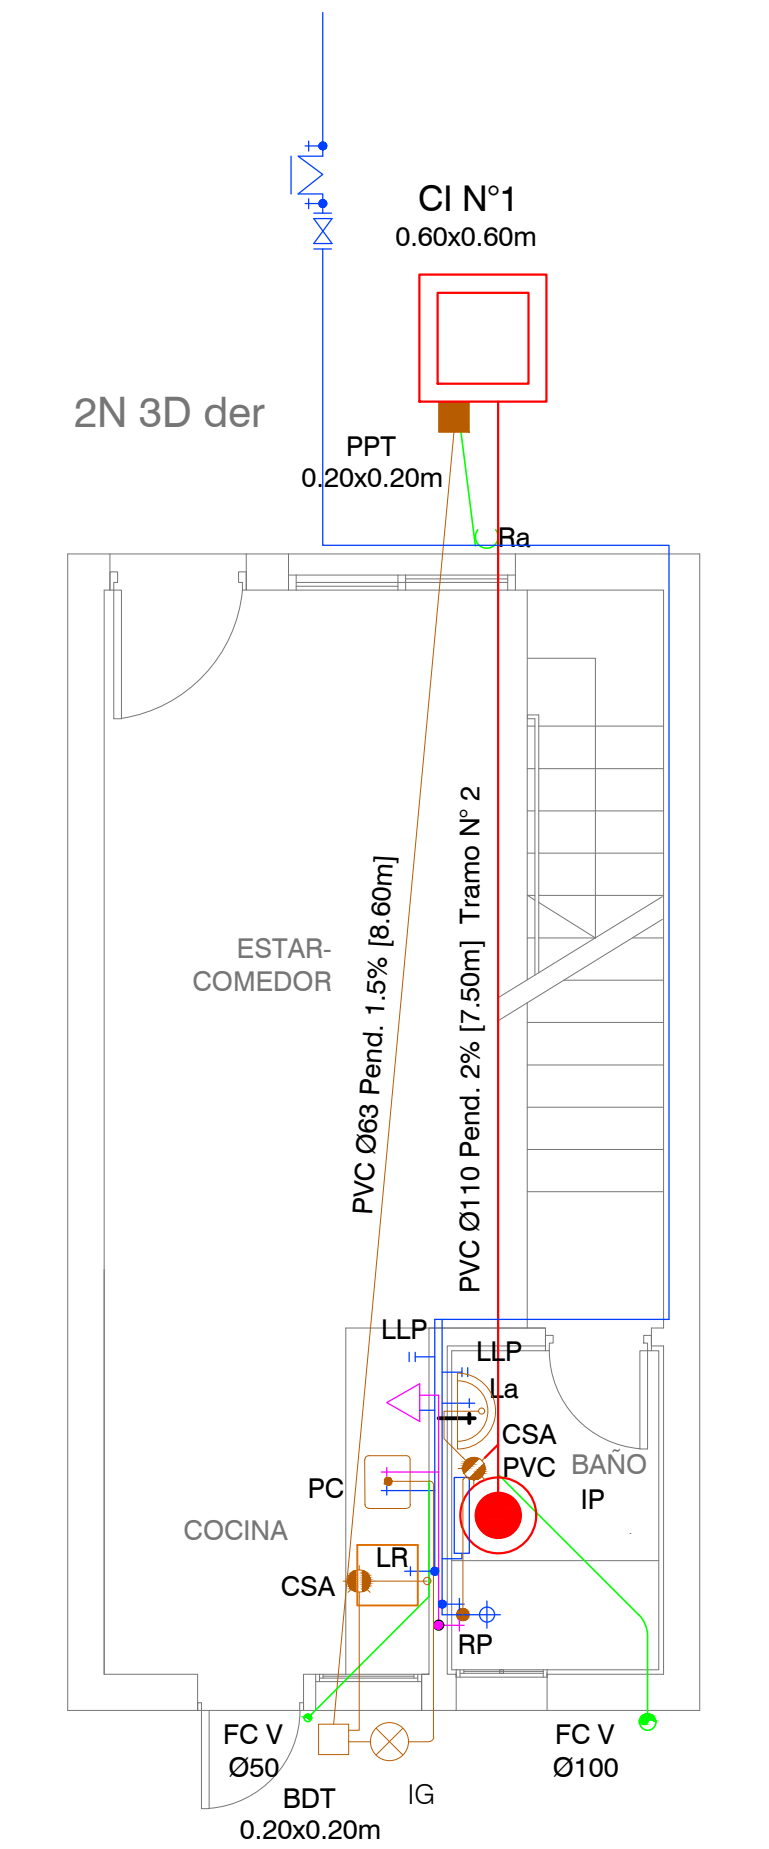 CI N°1
0.60x0.60m
2N 3D der
PPT
0.20x0.20m
Ra
PVC Ø63 Pend. 1.5% [8.60m]
PVC Ø110 Pend. 2% [7.50m] Tramo N° 2
ESTAR-
COMEDOR
LLP
LLP
La
CSA
PVC
BAÑO
IP
PC
COCINA
LR
CSA
RP
FC V
Ø50
FC V
Ø100
BDT
0.20x0.20m
IG